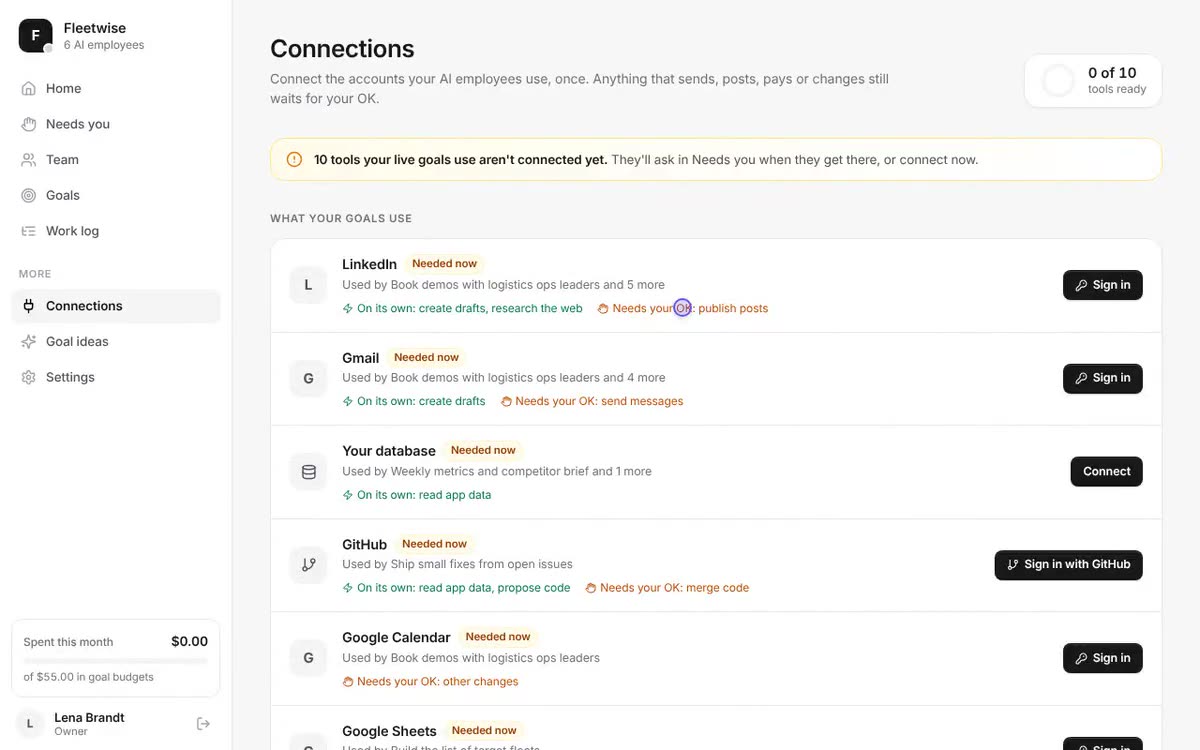 F
Fleetwise
6 AI employees
Home
Needs you
Team
Goals
Work log
MORE
Connections
Goal ideas
Settings
Spent this month $0.00
of $55.00 in goal budgets
L
Lena Brandt
Owner
Connections
Connect the accounts your AI employees use, once. Anything that sends, posts, pays or changes still
waits for your OK.
0 of 10
tools ready
10 tools your live goals use aren't connected yet. They'll ask in Needs you when they get there, or connect now.
WHAT YOUR GOALS USE
L
LinkedIn Needed now
Used by Book demos with logistics ops leaders and 5 more
On its own: create drafts, research the web Needs your OK: publish posts
Sign in
G
Gmail Needed now
Used by Book demos with logistics ops leaders and 4 more
On its own: create drafts Needs your OK: send messages
Sign in
Your database Needed now
Used by Weekly metrics and competitor brief and 1 more
On its own: read app data
Connect
GitHub Needed now
Used by Ship small fixes from open issues
On its own: read app data, propose code Needs your OK: merge code
Sign in with GitHub
G
Google Calendar Needed now
Used by Book demos with logistics ops leaders
Needs your OK: other changes
Sign in
G
Google Sheets Needed now
Used by Build the list of target fleets
Sign in